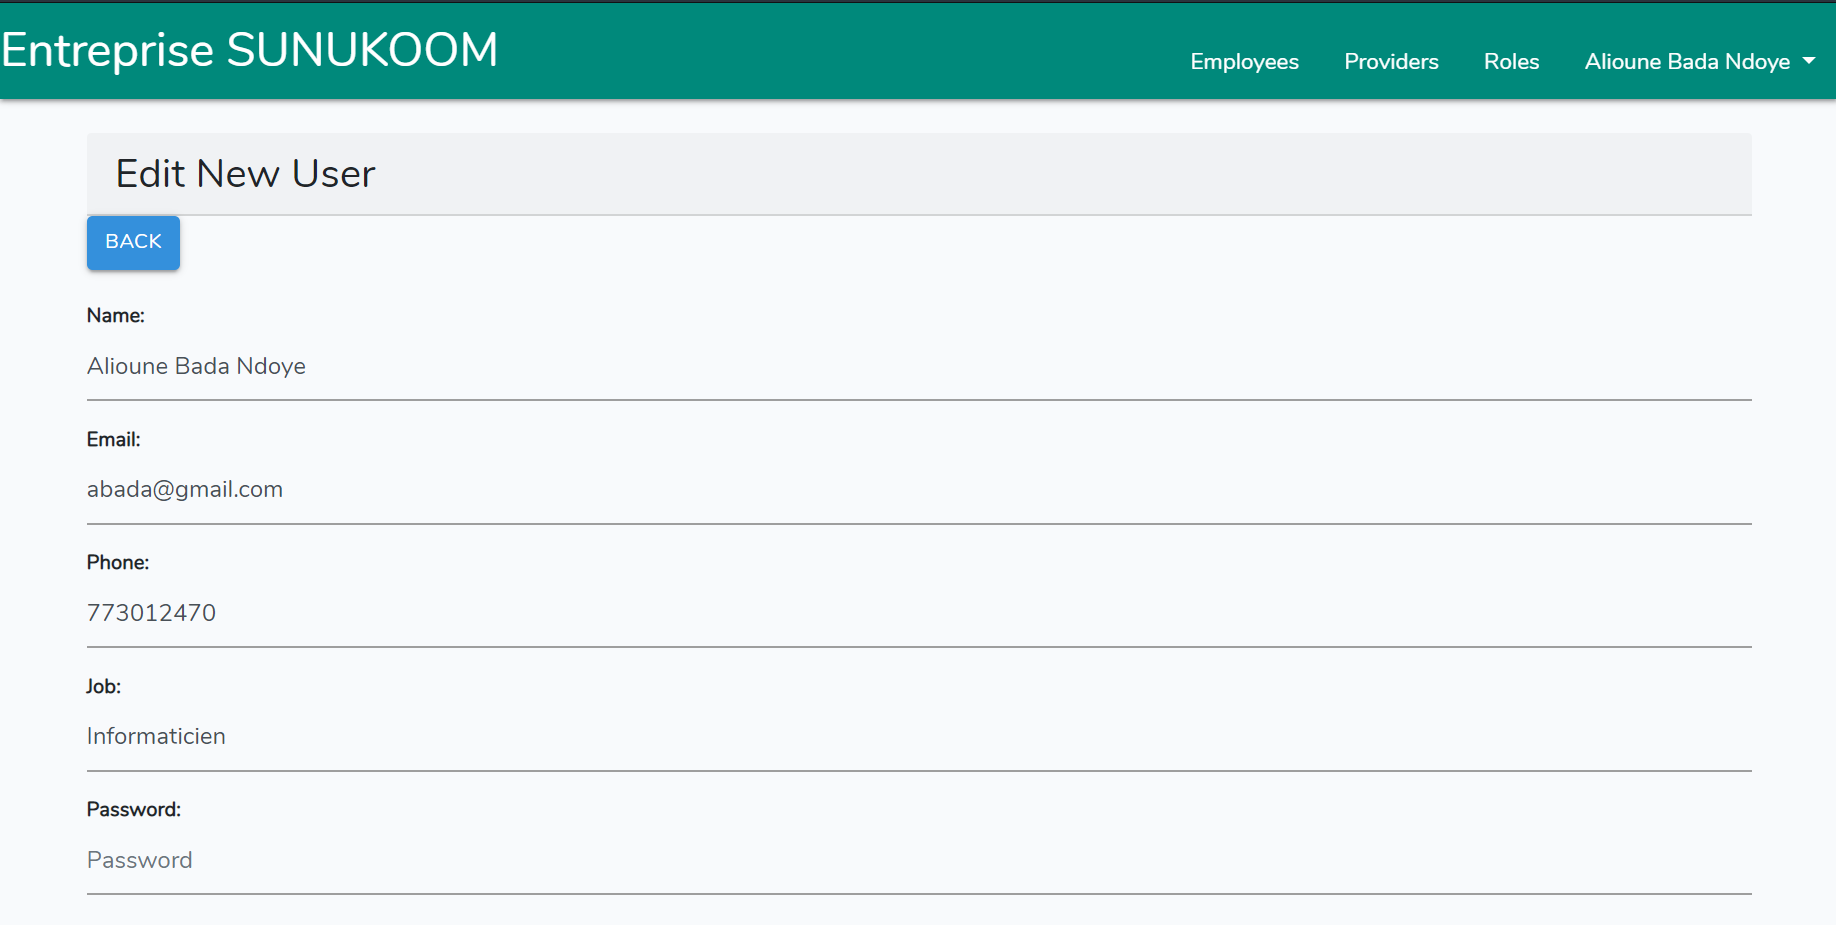 Entreprise SUNUKOOM
Employees Providers Roles Alioune Bada Ndoye
Edit New User
BACK
Name:
Alioune Bada Ndoye
Email:
abada@gmail.com
Phone:
773012470
Job:
Informaticien
Password:
Password